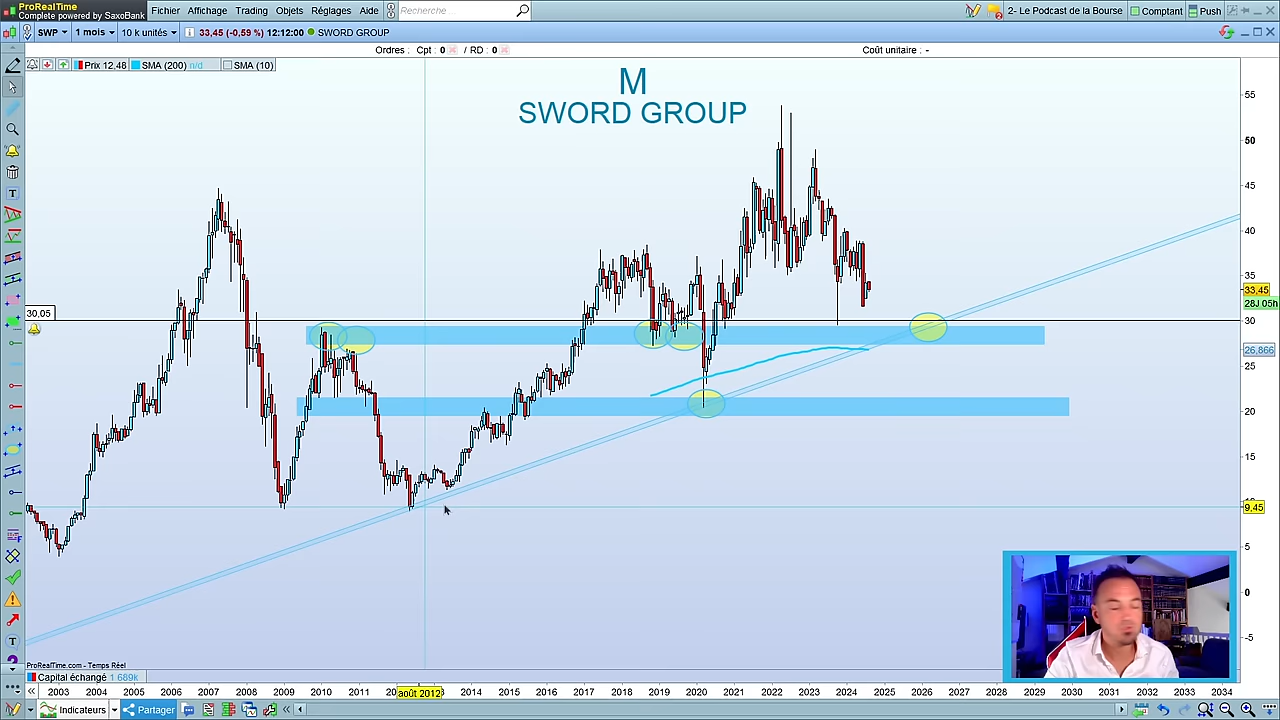 ProRealTime
Complete powered by SaxoBank
Fichier Affichage Trading Objets Réglages Aide Recherche
2- Le Podcast de la Bourse Comptant Push
SWP 1 mois 10 k unités 33,45 (-0,59 %) 12:12:00 SWORD GROUP
Ordres : Cpt : 0 / RD : 0 Coût unitaire : -
Prix 12,48 SMA (200) n/d SMA (10)
M
SWORD GROUP
55
50
45
40
35
33,45
28J 05h
30,05
30
26,866
25
20
15
9,45
5
0
-5
ProRealTime.com - Temps Réel
Capital échangé 1 689k
2003 2004 2005 2006 2007 2008 2009 2010 2011 août 2012 2014 2015 2016 2017 2018 2019 2020 2021 2022 2023 2024 2025 2026 2027 2028 2029 2030 2031 2032 2033 2034
Indicateurs Partager